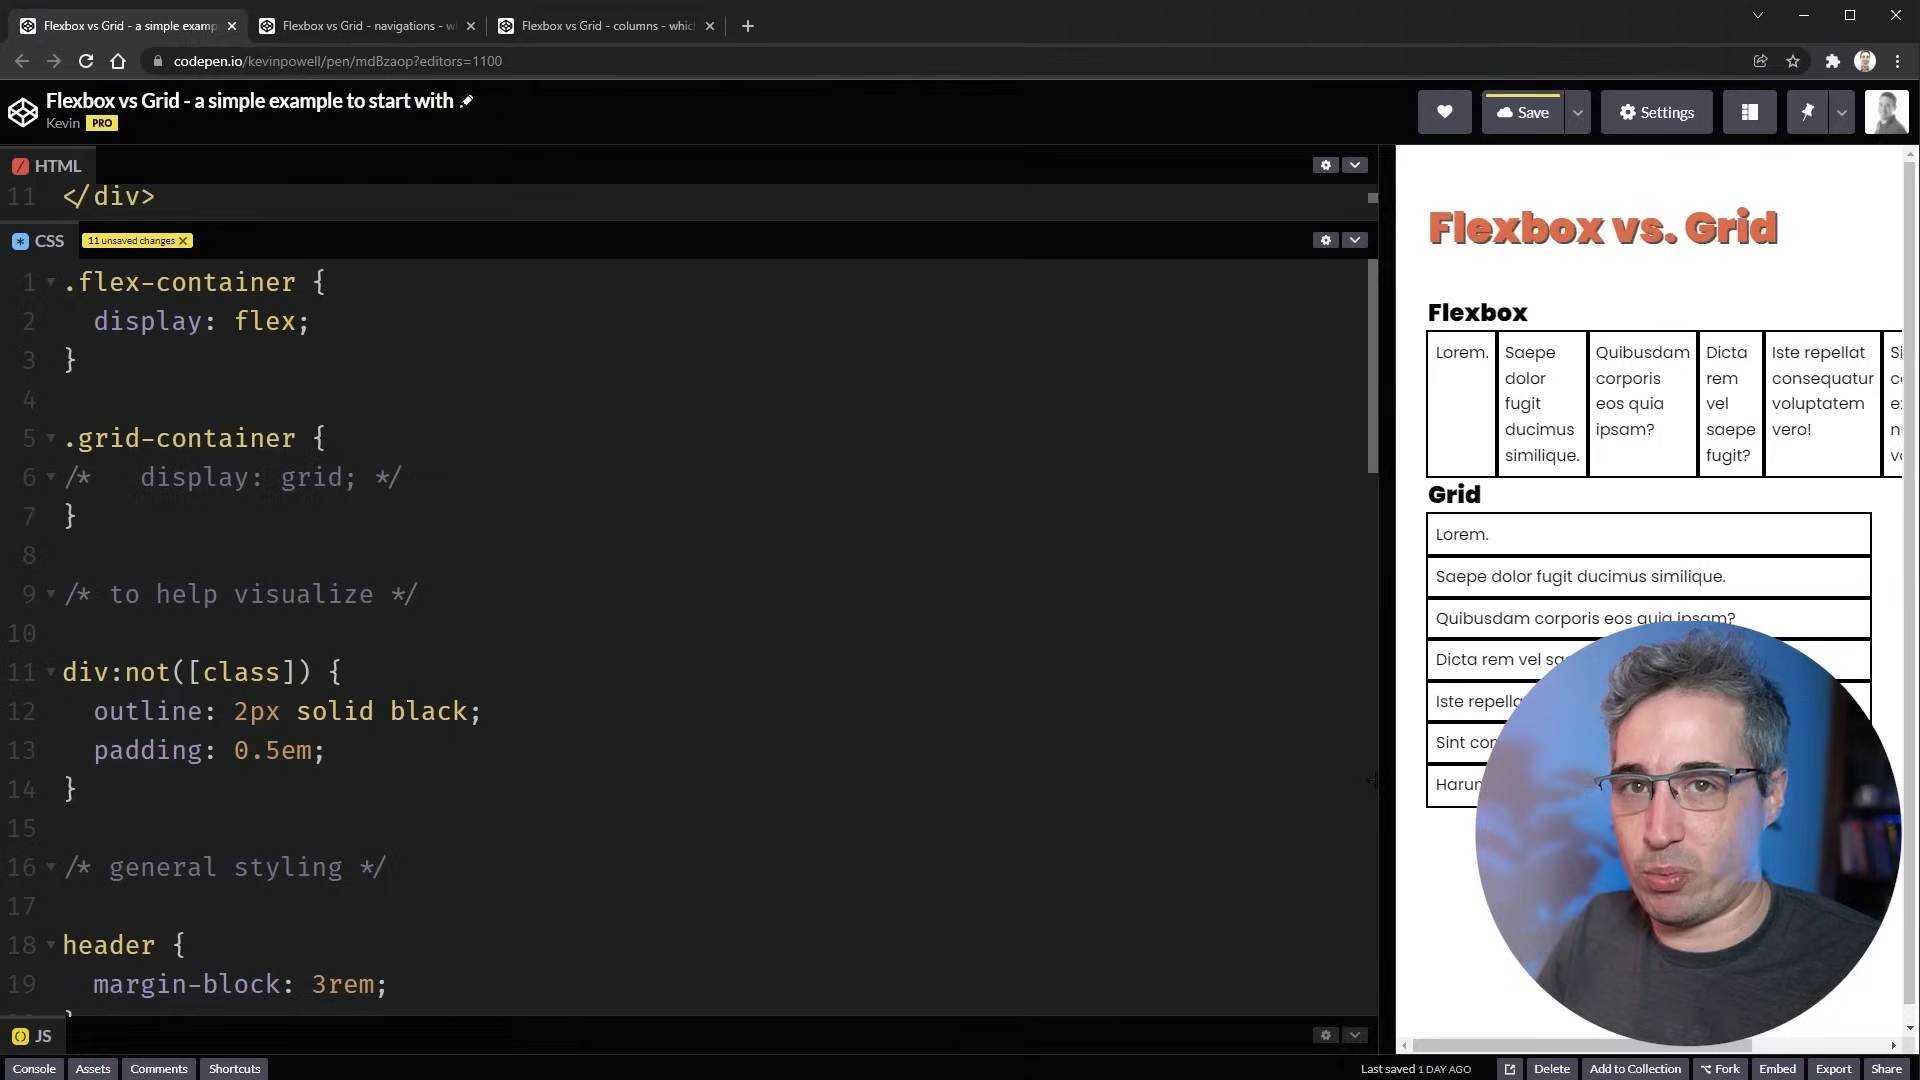 Flexbox vs Grid - a simple examp
Flexbox vs Grid - navigations - w
Flexbox vs Grid - columns - whic
codepen.io/kevinpowell/pen/mdBzaop?editors=1100
Flexbox vs Grid - a simple example to start with
Kevin PRO
Save
Settings
HTML
11 </div>
CSS 11 unsaved changes X
1 .flex-container {
2 display: flex;
3 }
4
5 .grid-container {
6 /* display: grid; */
7 }
8
9 /* to help visualize */
10
11 div:not([class]) {
12 outline: 2px solid black;
13 padding: 0.5em;
14 }
15
16 /* general styling */
17
18 header {
19 margin-block: 3rem;
JS
Flexbox vs. Grid
Flexbox
Lorem.
Saepe
dolor
fugit
ducimus
similique.
Quibusdam
corporis
eos quia
ipsam?
Dicta
rem
vel
saepe
fugit?
Iste repellat
consequatur
voluptatem
vero!
Grid
Lorem.
Saepe dolor fugit ducimus similique.
Quibusdam corporis eos quia ipsam?
Dicta rem vel sa
Iste repella
Sint con
Harun
Console
Assets
Comments
Shortcuts
Last saved 1 DAY AGO
Delete
Add to Collection
Fork
Embed
Export
Share